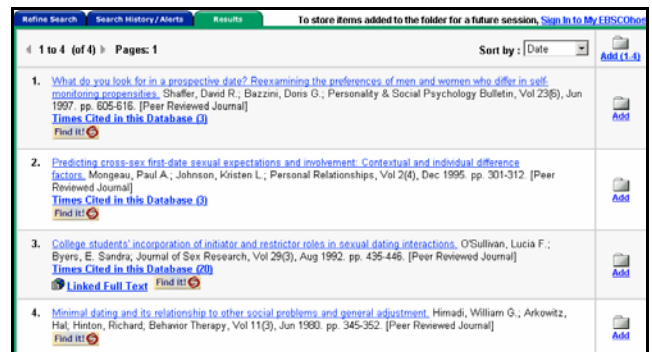 Refine Search Search History/Alerts Results To store items added to the folder for a future session, Sign In to My EBSCOhos
1 to 4 (of 4) Pages: 1 Sort by : Date Add (1-4)
1. What do you look for in a prospective date? Reexamining the preferences of men and women who differ in self-
monitoring propensities. Shaffer, David R.; Bazzini, Doris G.; Personality & Social Psychology Bulletin, Vol 23(6), Jun
1997. pp. 605-616. [Peer Reviewed Journal]
Times Cited in this Database (3)
Find it!
Add
2. Predicting cross-sex first-date sexual expectations and involvement: Contextual and individual difference
factors. Mongeau, Paul A.; Johnson, Kristen L.; Personal Relationships, Vol 2(4), Dec 1995. pp. 301-312. [Peer
Reviewed Journal]
Times Cited in this Database (3)
Find it!
Add
3. College students' incorporation of initiator and restrictor roles in sexual dating interactions. O'Sullivan, Lucia F.;
Byers, E. Sandra; Journal of Sex Research, Vol 29(3), Aug 1992. pp. 435-446. [Peer Reviewed Journal]
Times Cited in this Database (20)
Linked Full Text Find it!
Add
4. Minimal dating and its relationship to other social problems and general adjustment. Himadi, William G.; Arkowitz,
Hal, Hinton, Richard; Behavior Therapy, Vol 11(3), Jun 1980. pp. 345-352. [Peer Reviewed Journal]
Find it!
Add